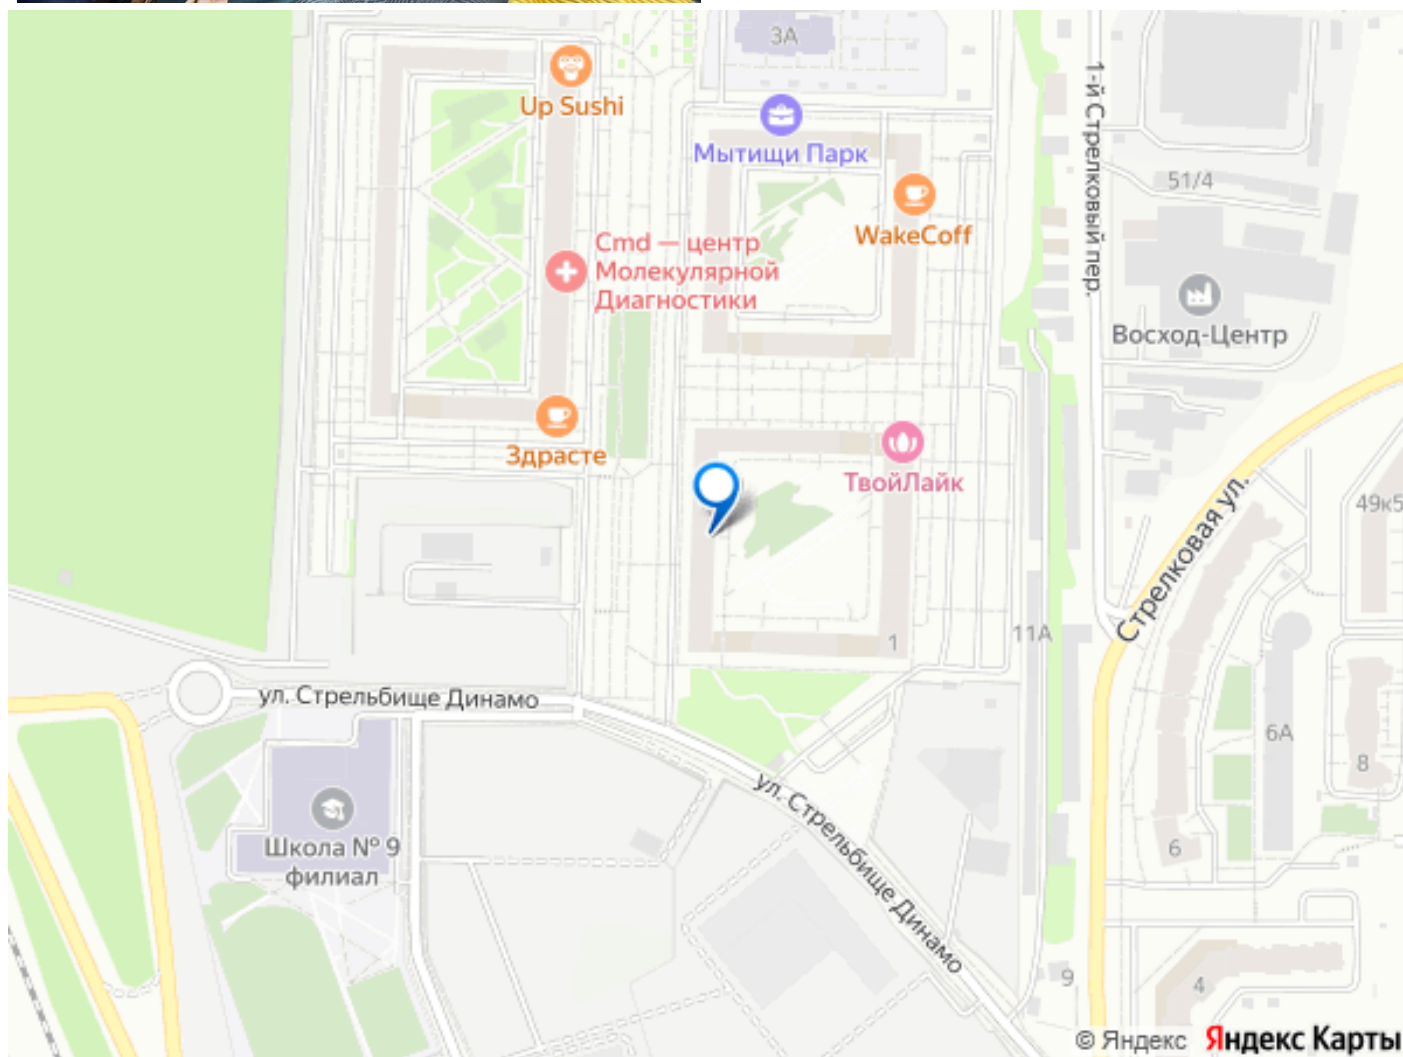 3А
Up Sushi
Мытищи Парк
1-й Стрелковый пер.
51/4
WakeCoff
Cmd — центр
Молекулярной
Диагностики
Восход-Центр
Здрасте
ТвойЛайк
49к5
Стрелковая ул.
1
11А
ул. Стрельбище Динамо
6А
8
ул. Стрельбище Динамо
Школа № 9
филиал
6
9
4
© Яндекс Яндекс Карты